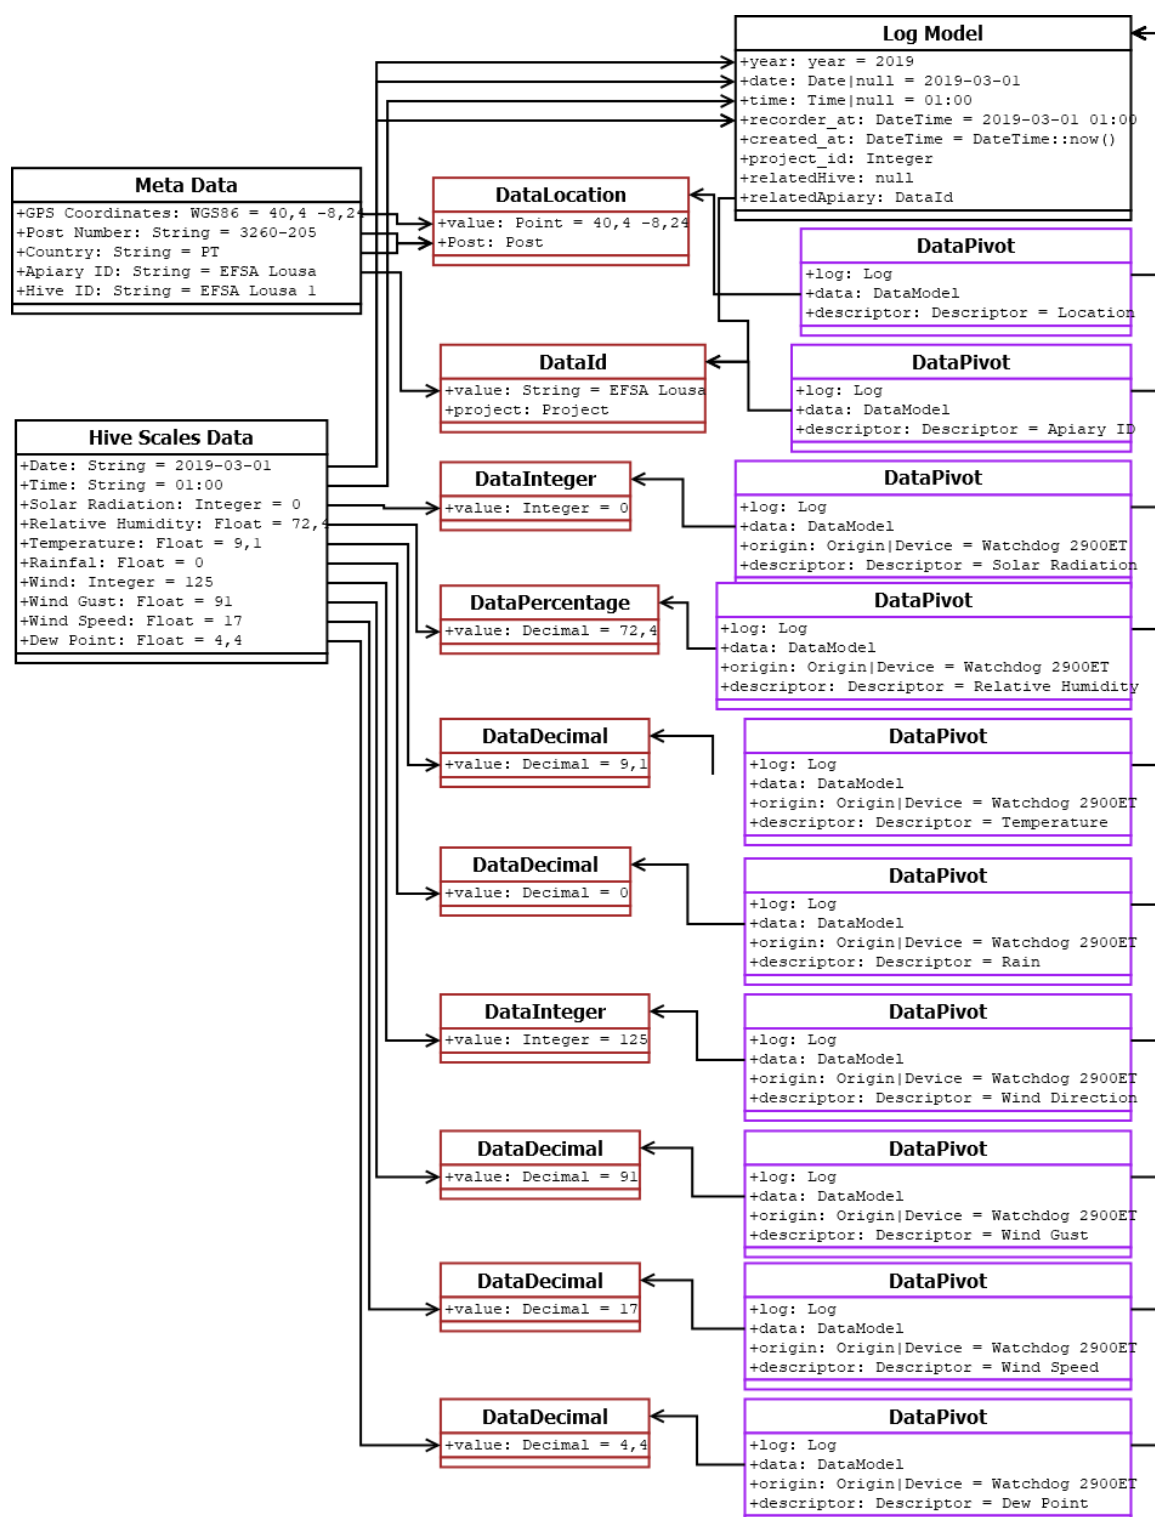 Log Model
+year: year = 2019
+date: Date|null = 2019-03-01
+time: Time|null = 01:00
+recorder_at: DateTime = 2019-03-01 01:00
+created_at: DateTime = DateTime::now()
+project_id: Integer
+relatedHive: null
+relatedApiary: DataId
Meta Data
+GPS Coordinates: WGS86 = 40,4 -8,24
+Post Number: String = 3260-205
+Country: String = PT
+Apiary ID: String = EFSA Lousa
+Hive ID: String = EFSA Lousa 1
DataLocation
+value: Point = 40,4 -8,24
+Post: Post
DataPivot
+log: Log
+data: DataModel
+descriptor: Descriptor = Location
DataId
+value: String = EFSA Lousa
+project: Project
DataPivot
+log: Log
+data: DataModel
+descriptor: Descriptor = Apiary ID
Hive Scales Data
+Date: String = 2019-03-01
+Time: String = 01:00
+Solar Radiation: Integer = 0
+Relative Humidity: Float = 72,4
+Temperature: Float = 9,1
+Rainfal: Float = 0
+Wind: Integer = 125
+Wind Gust: Float = 91
+Wind Speed: Float = 17
+Dew Point: Float = 4,4
DataInteger
+value: Integer = 0
DataPivot
+log: Log
+data: DataModel
+origin: Origin|Device = Watchdog 2900ET
+descriptor: Descriptor = Solar Radiation
DataPercentage
+value: Decimal = 72,4
DataPivot
+log: Log
+data: DataModel
+origin: Origin|Device = Watchdog 2900ET
+descriptor: Descriptor = Relative Humidity
DataDecimal
+value: Decimal = 9,1
DataPivot
+log: Log
+data: DataModel
+origin: Origin|Device = Watchdog 2900ET
+descriptor: Descriptor = Temperature
DataDecimal
+value: Decimal = 0
DataPivot
+log: Log
+data: DataModel
+origin: Origin|Device = Watchdog 2900ET
+descriptor: Descriptor = Rain
DataInteger
+value: Integer = 125
DataPivot
+log: Log
+data: DataModel
+origin: Origin|Device = Watchdog 2900ET
+descriptor: Descriptor = Wind Direction
DataDecimal
+value: Decimal = 91
DataPivot
+log: Log
+data: DataModel
+origin: Origin|Device = Watchdog 2900ET
+descriptor: Descriptor = Wind Gust
DataDecimal
+value: Decimal = 17
DataPivot
+log: Log
+data: DataModel
+origin: Origin|Device = Watchdog 2900ET
+descriptor: Descriptor = Wind Speed
DataDecimal
+value: Decimal = 4,4
DataPivot
+log: Log
+data: DataModel
+origin: Origin|Device = Watchdog 2900ET
+descriptor: Descriptor = Dew Point